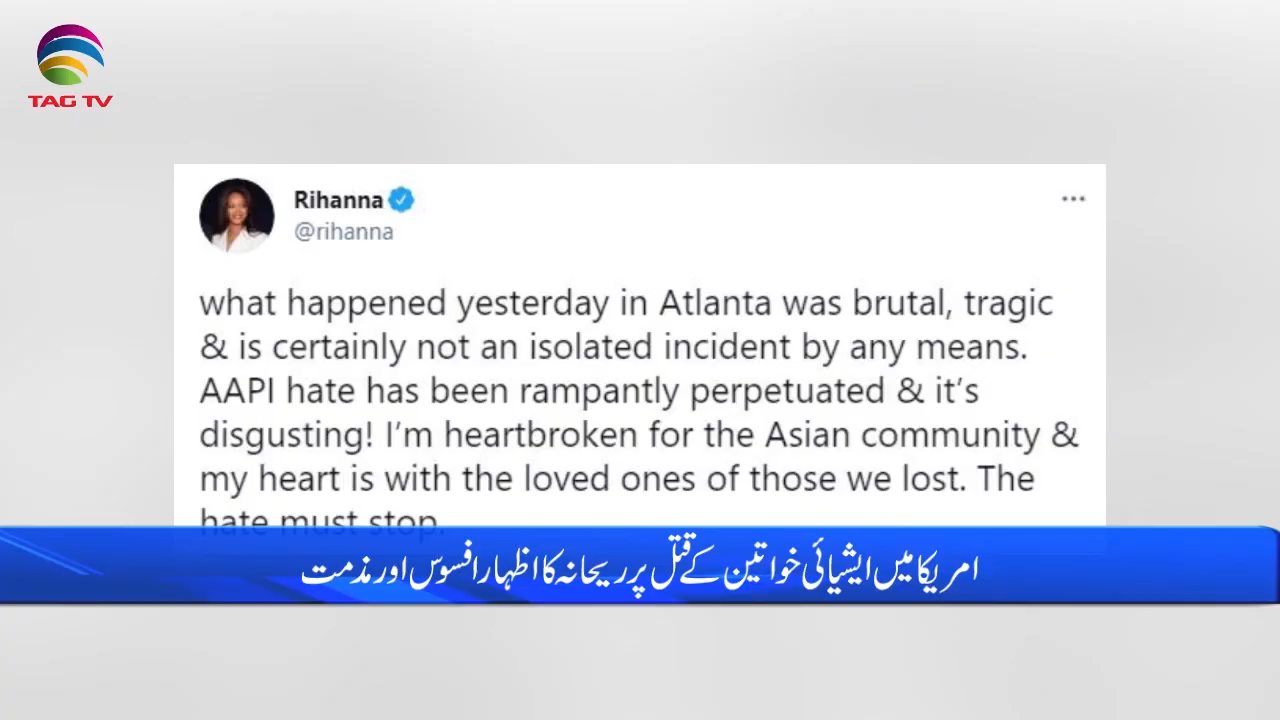 TAG TV
Rihanna
@rihanna
what happened yesterday in Atlanta was brutal, tragic
& is certainly not an isolated incident by any means.
AAPI hate has been rampantly perpetuated & it's
disgusting! I'm heartbroken for the Asian community &
my heart is with the loved ones of those we lost. The
hate must stop.
امریکا میں ایشیائی خواتین کے قتل پر ریحانہ کا اظہار افسوس اور مذمت